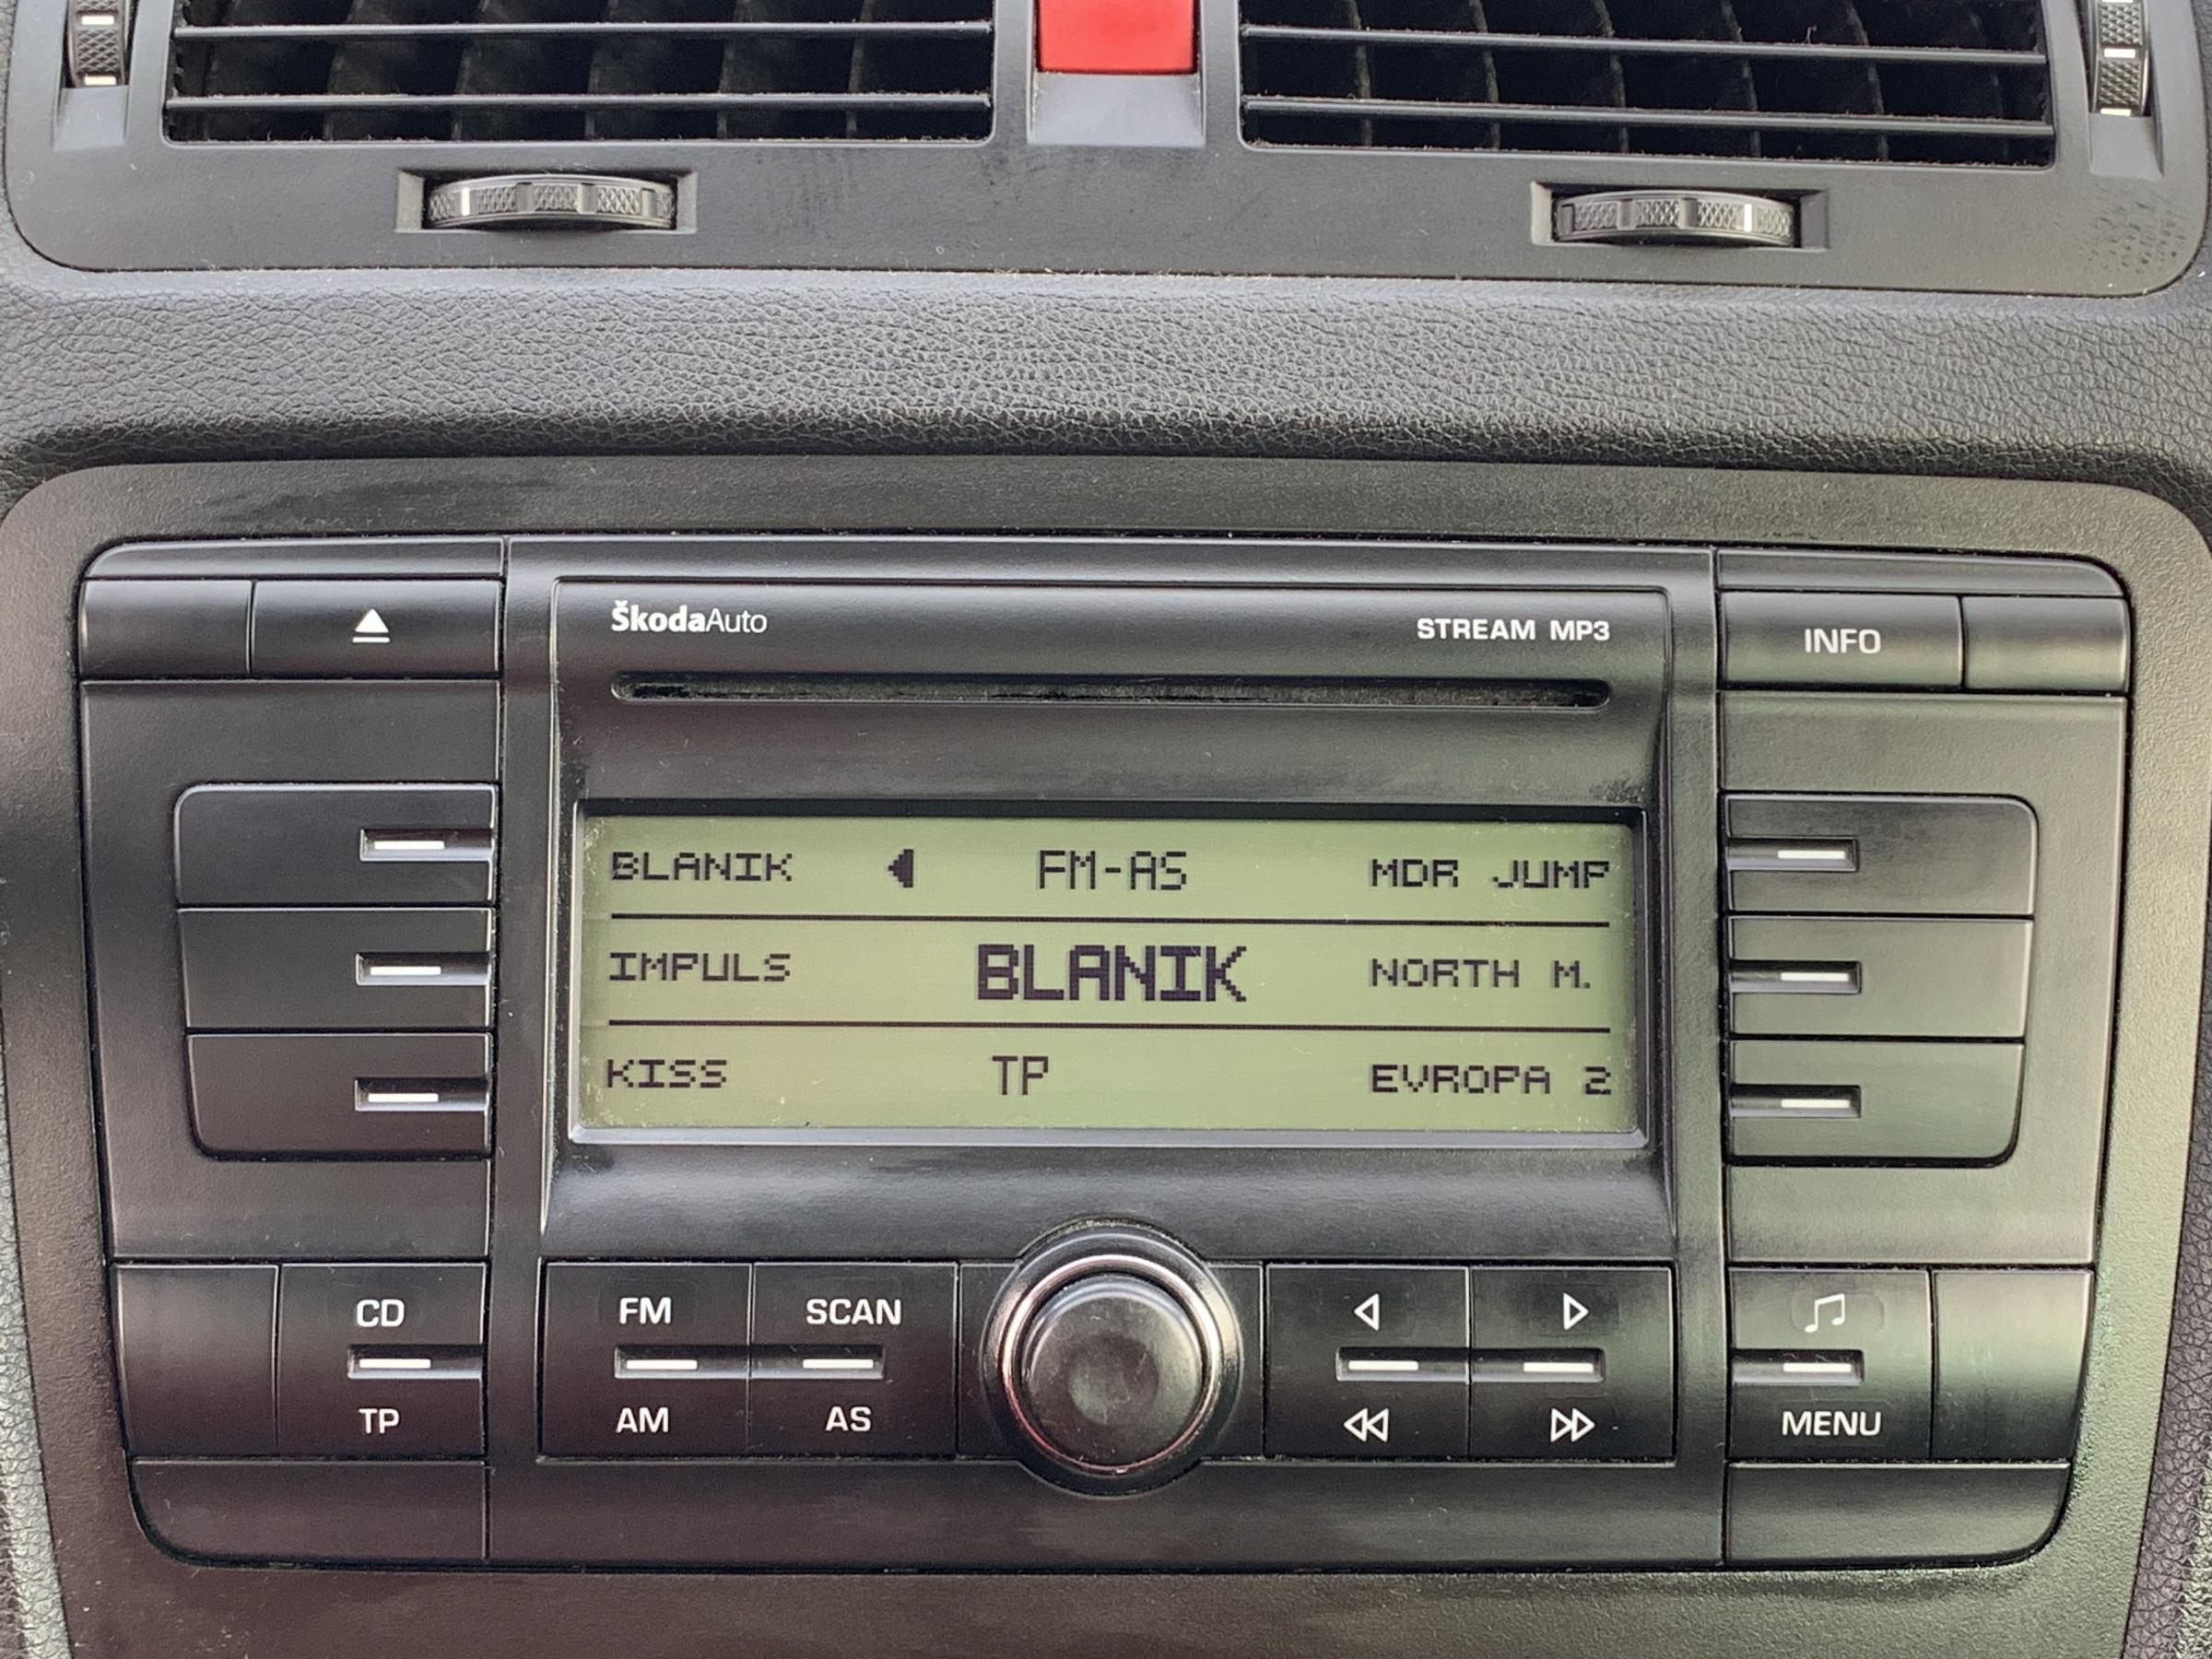 ŠkodaAuto STREAM MP3 INFO
BLANIK FM-AS MDR JUMP
IMPULS BLANIK NORTH M.
KISS TP EVROPA 2
CD FM SCAN
TP AM AS MENU